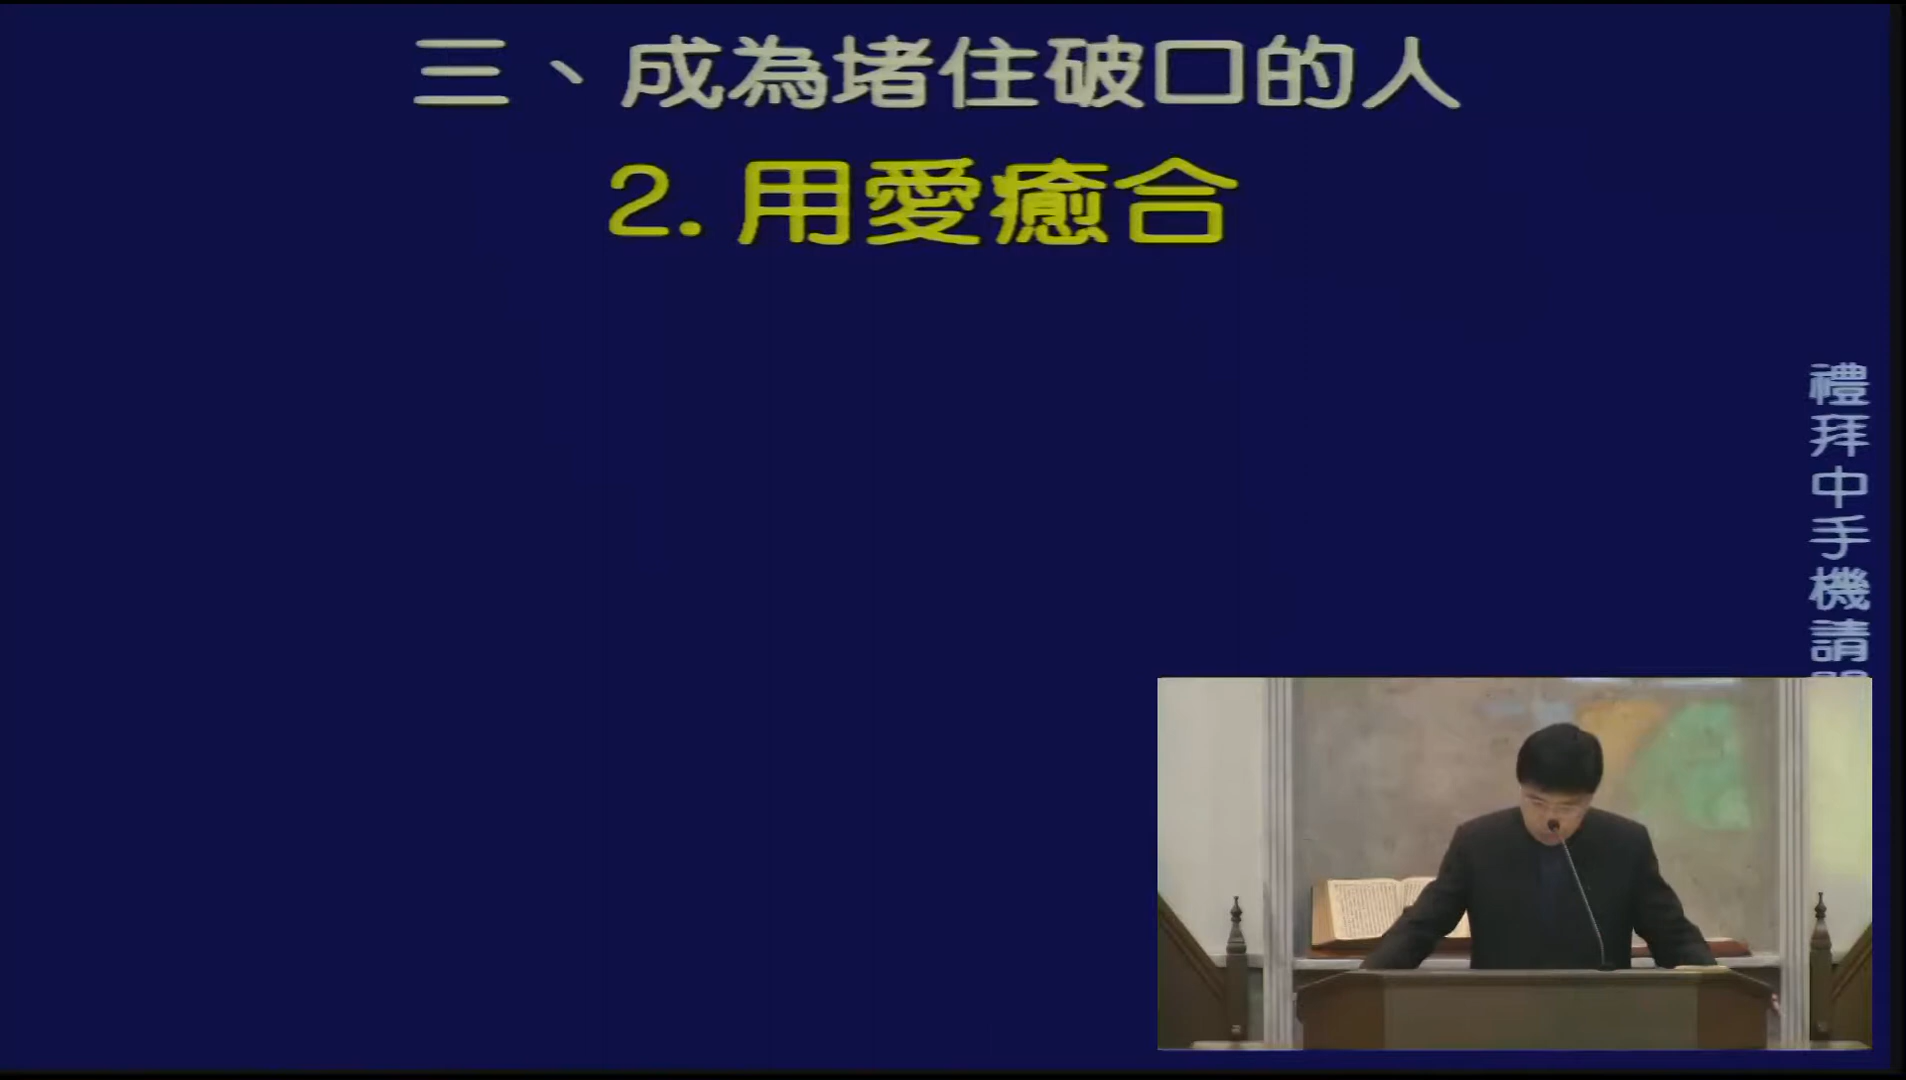 三、成為堵住破口的人
2. 用愛癒合
禮拜中手機請